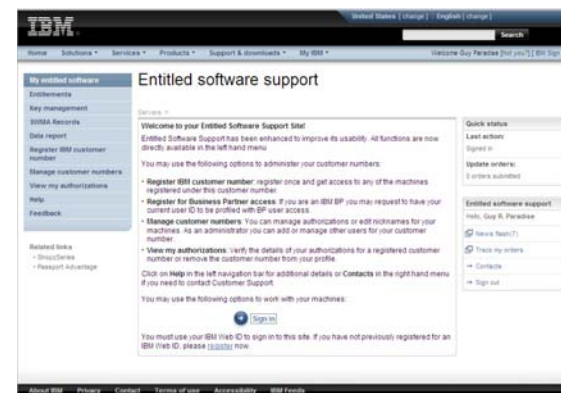 United States [ change ] English [ change ]
IBM
Search
Home Solutions Services Products Support & downloads My IBM
Welcome Guy Paradise [Not you?] [ IBM Sign
My entitled software
Entitlements
Key management
SWMA Records
Data report
Register IBM customer
number
Manage customer numbers
View my authorizations
Help
Feedback
Related links
ShopzSeries
Passport Advantage
Entitled software support
Servers >
Welcome to your Entitled Software Support Site!
Entitled Software Support has been enhanced to improve its usability. All functions are now
directly available in the left hand menu
You may use the following options to administer your customer numbers:
• Register IBM customer number: register once and get access to any of the machines
registered under this customer number.
• Register for Business Partner access: If you are an IBM BP you may request to have your
current user ID to be profiled with BP user access.
• Manage customer numbers: You can manage authorizations or edit nicknames for your
machines. As an administrator you can add or manage other users for your customer
number.
• View my authorizations: Verify the details of your authorizations for a registered customer
number or remove the customer number from your profile.
Click on Help in the left navigation bar for additional details or Contacts in the right hand menu
if you need to contact Customer Support.
You may use the following options to work with your machines:
Sign in
You must use your IBM Web ID to sign in to this site. If you have not previously registered for an
IBM Web ID, please register now.
Quick status
Last action:
Signed in
Update orders:
0 orders submitted
Entitled software support
Hello, Guy R. Paradise
News flash(7)
Track my orders
Contacts
Sign out
About IBM Privacy Contact Terms of use Accessibility IBM Feeds